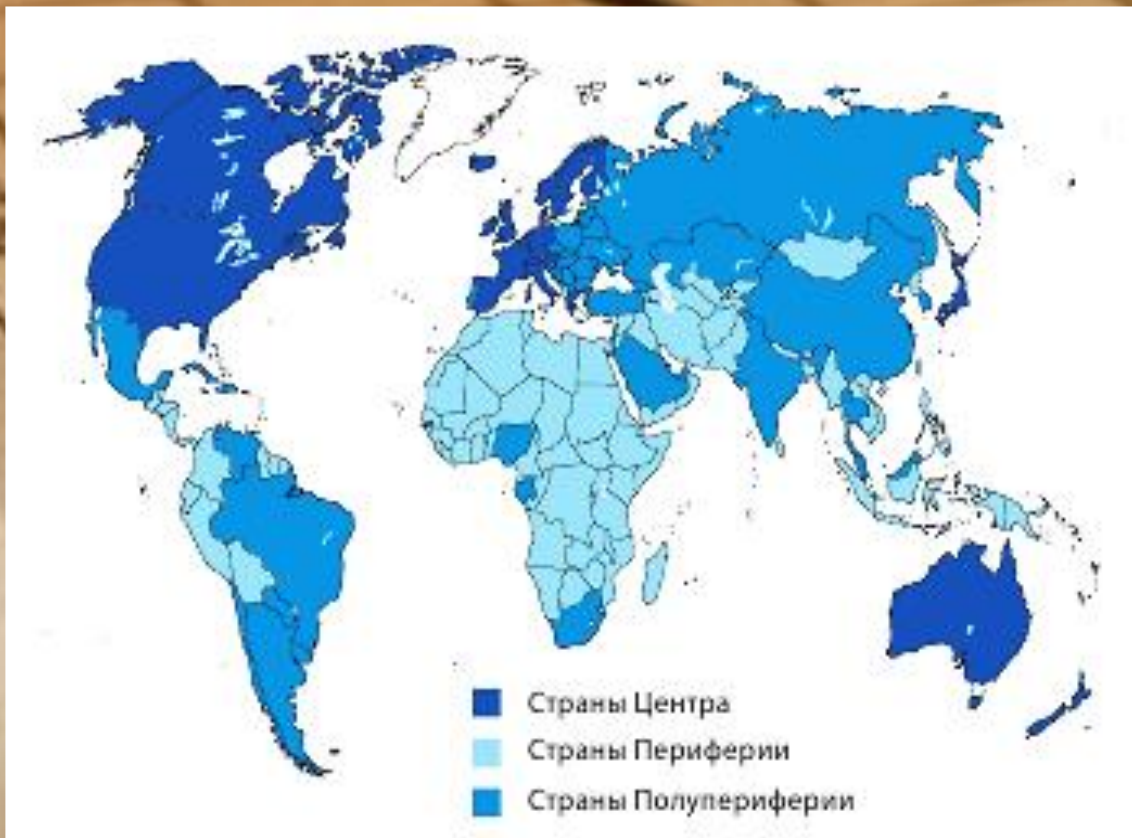 Страны Центра
Страны Периферии
Страны Полупериферии